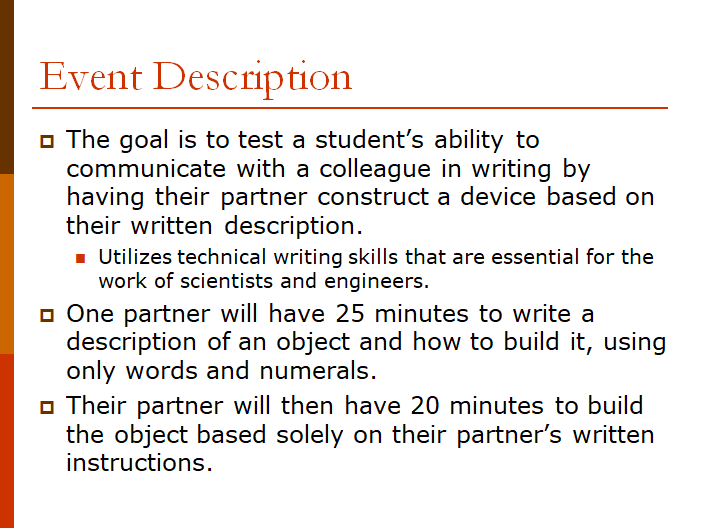 Event Description
The goal is to test a student’s ability to
communicate with a colleague in writing by
having their partner construct a device based on
their written description.
Utilizes technical writing skills that are essential for the
work of scientists and engineers.
One partner will have 25 minutes to write a
description of an object and how to build it, using
only words and numerals.
Their partner will then have 20 minutes to build
the object based solely on their partner’s written
instructions.